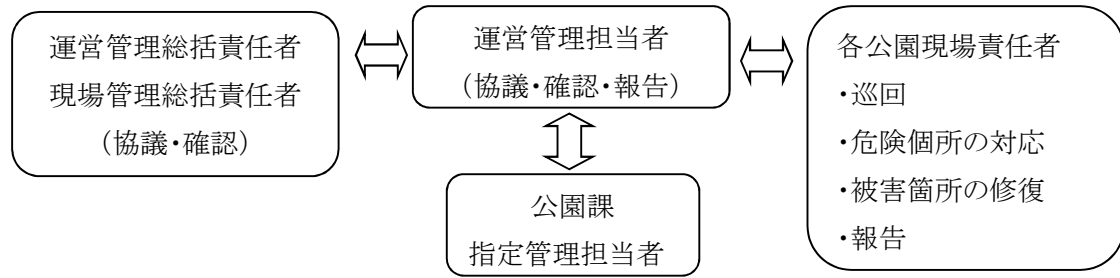 運営管理総括責任者
現場管理総括責任者
（協議・確認）
運営管理担当者
（協議・確認・報告）
公園課
指定管理担当者
各公園現場責任者
・巡回
・危険個所の対応
・被害箇所の修復
・報告